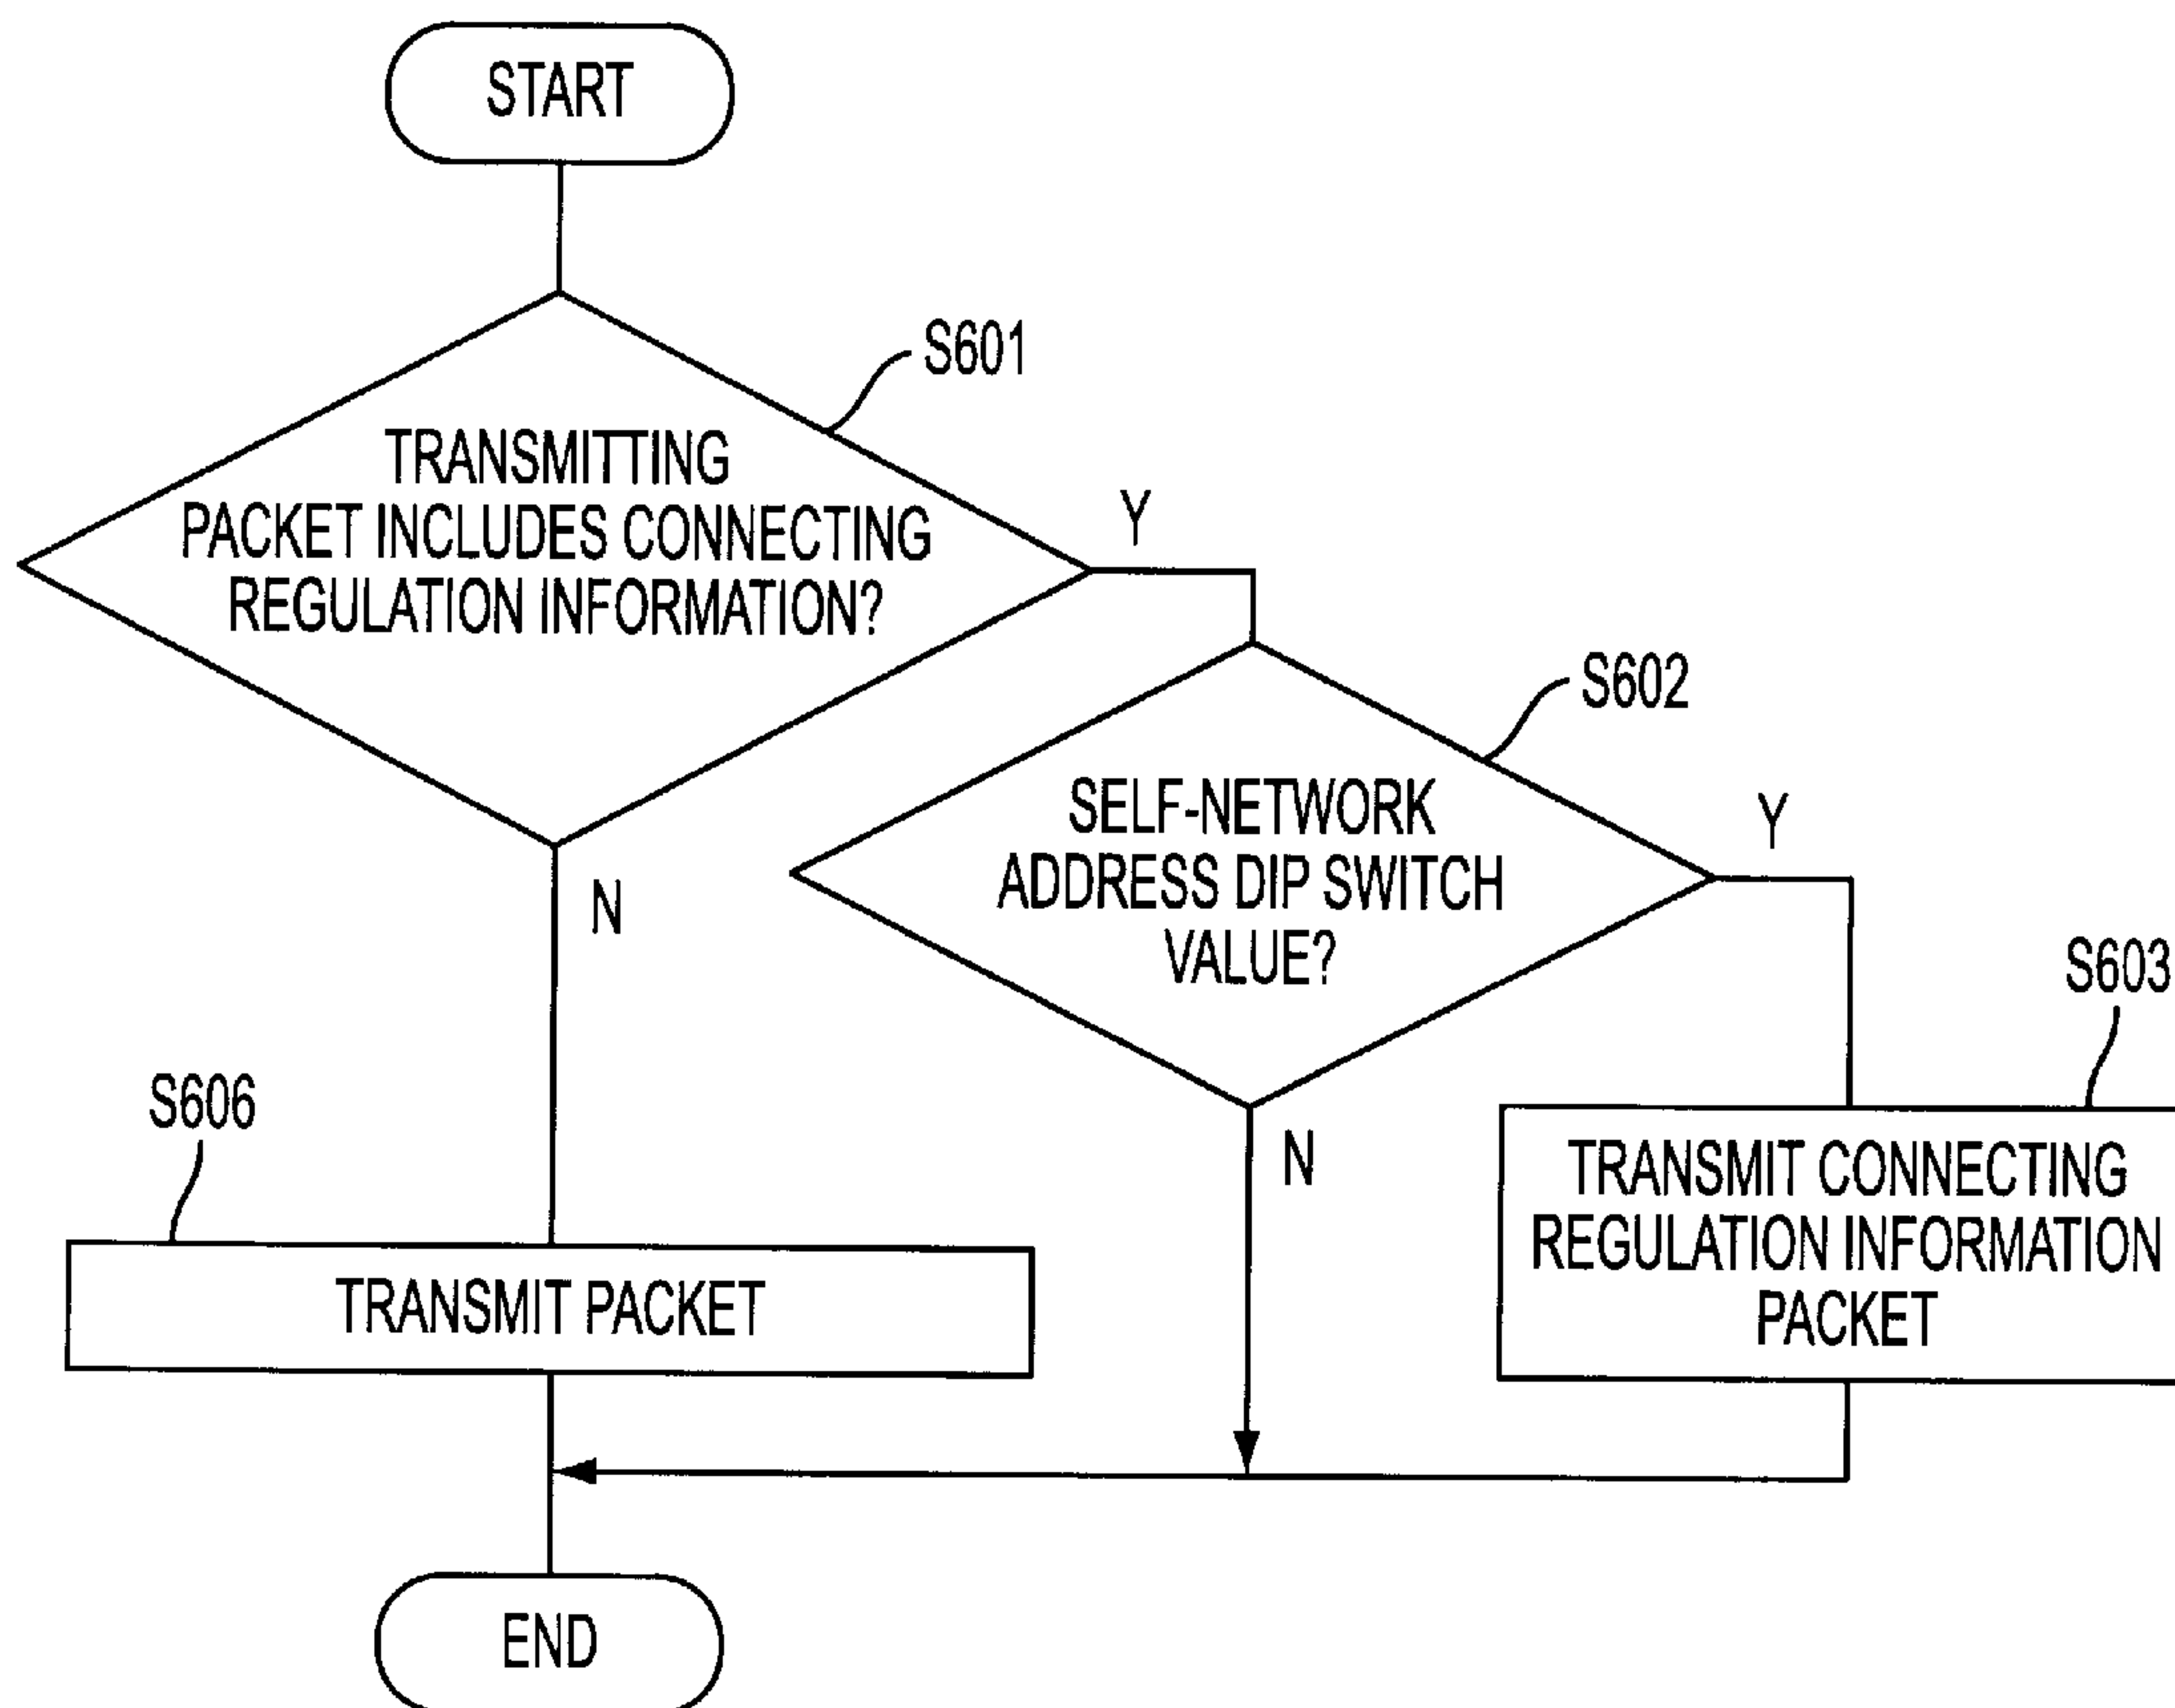 START
S601
TRANSMITTING
PACKET INCLUDES CONNECTING
REGULATION INFORMATION?
Y
N
S602
SELF-NETWORK
ADDRESS DIP SWITCH
VALUE?
Y
N
S603
TRANSMIT CONNECTING
REGULATION INFORMATION
PACKET
S606
TRANSMIT PACKET
END